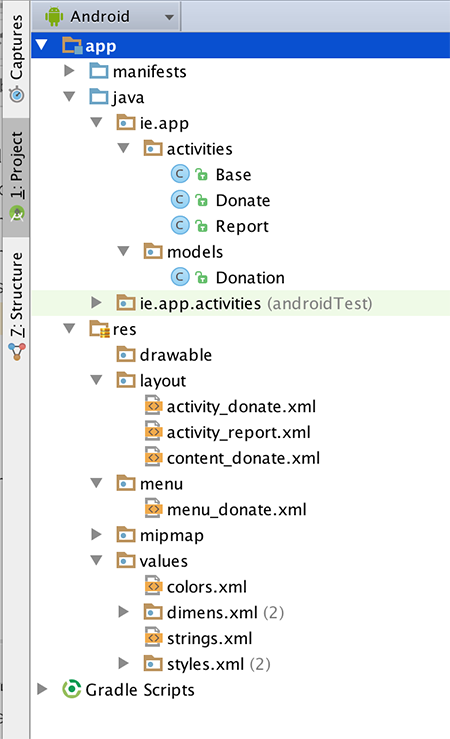 Android
Captures
1: Project
7: Structure
app
manifests
java
ie.app
activities
Base
Donate
Report
models
Donation
ie.app.activities (androidTest)
res
drawable
layout
activity_donate.xml
activity_report.xml
content_donate.xml
menu
menu_donate.xml
mipmap
values
colors.xml
dimens.xml (2)
strings.xml
styles.xml (2)
Gradle Scripts